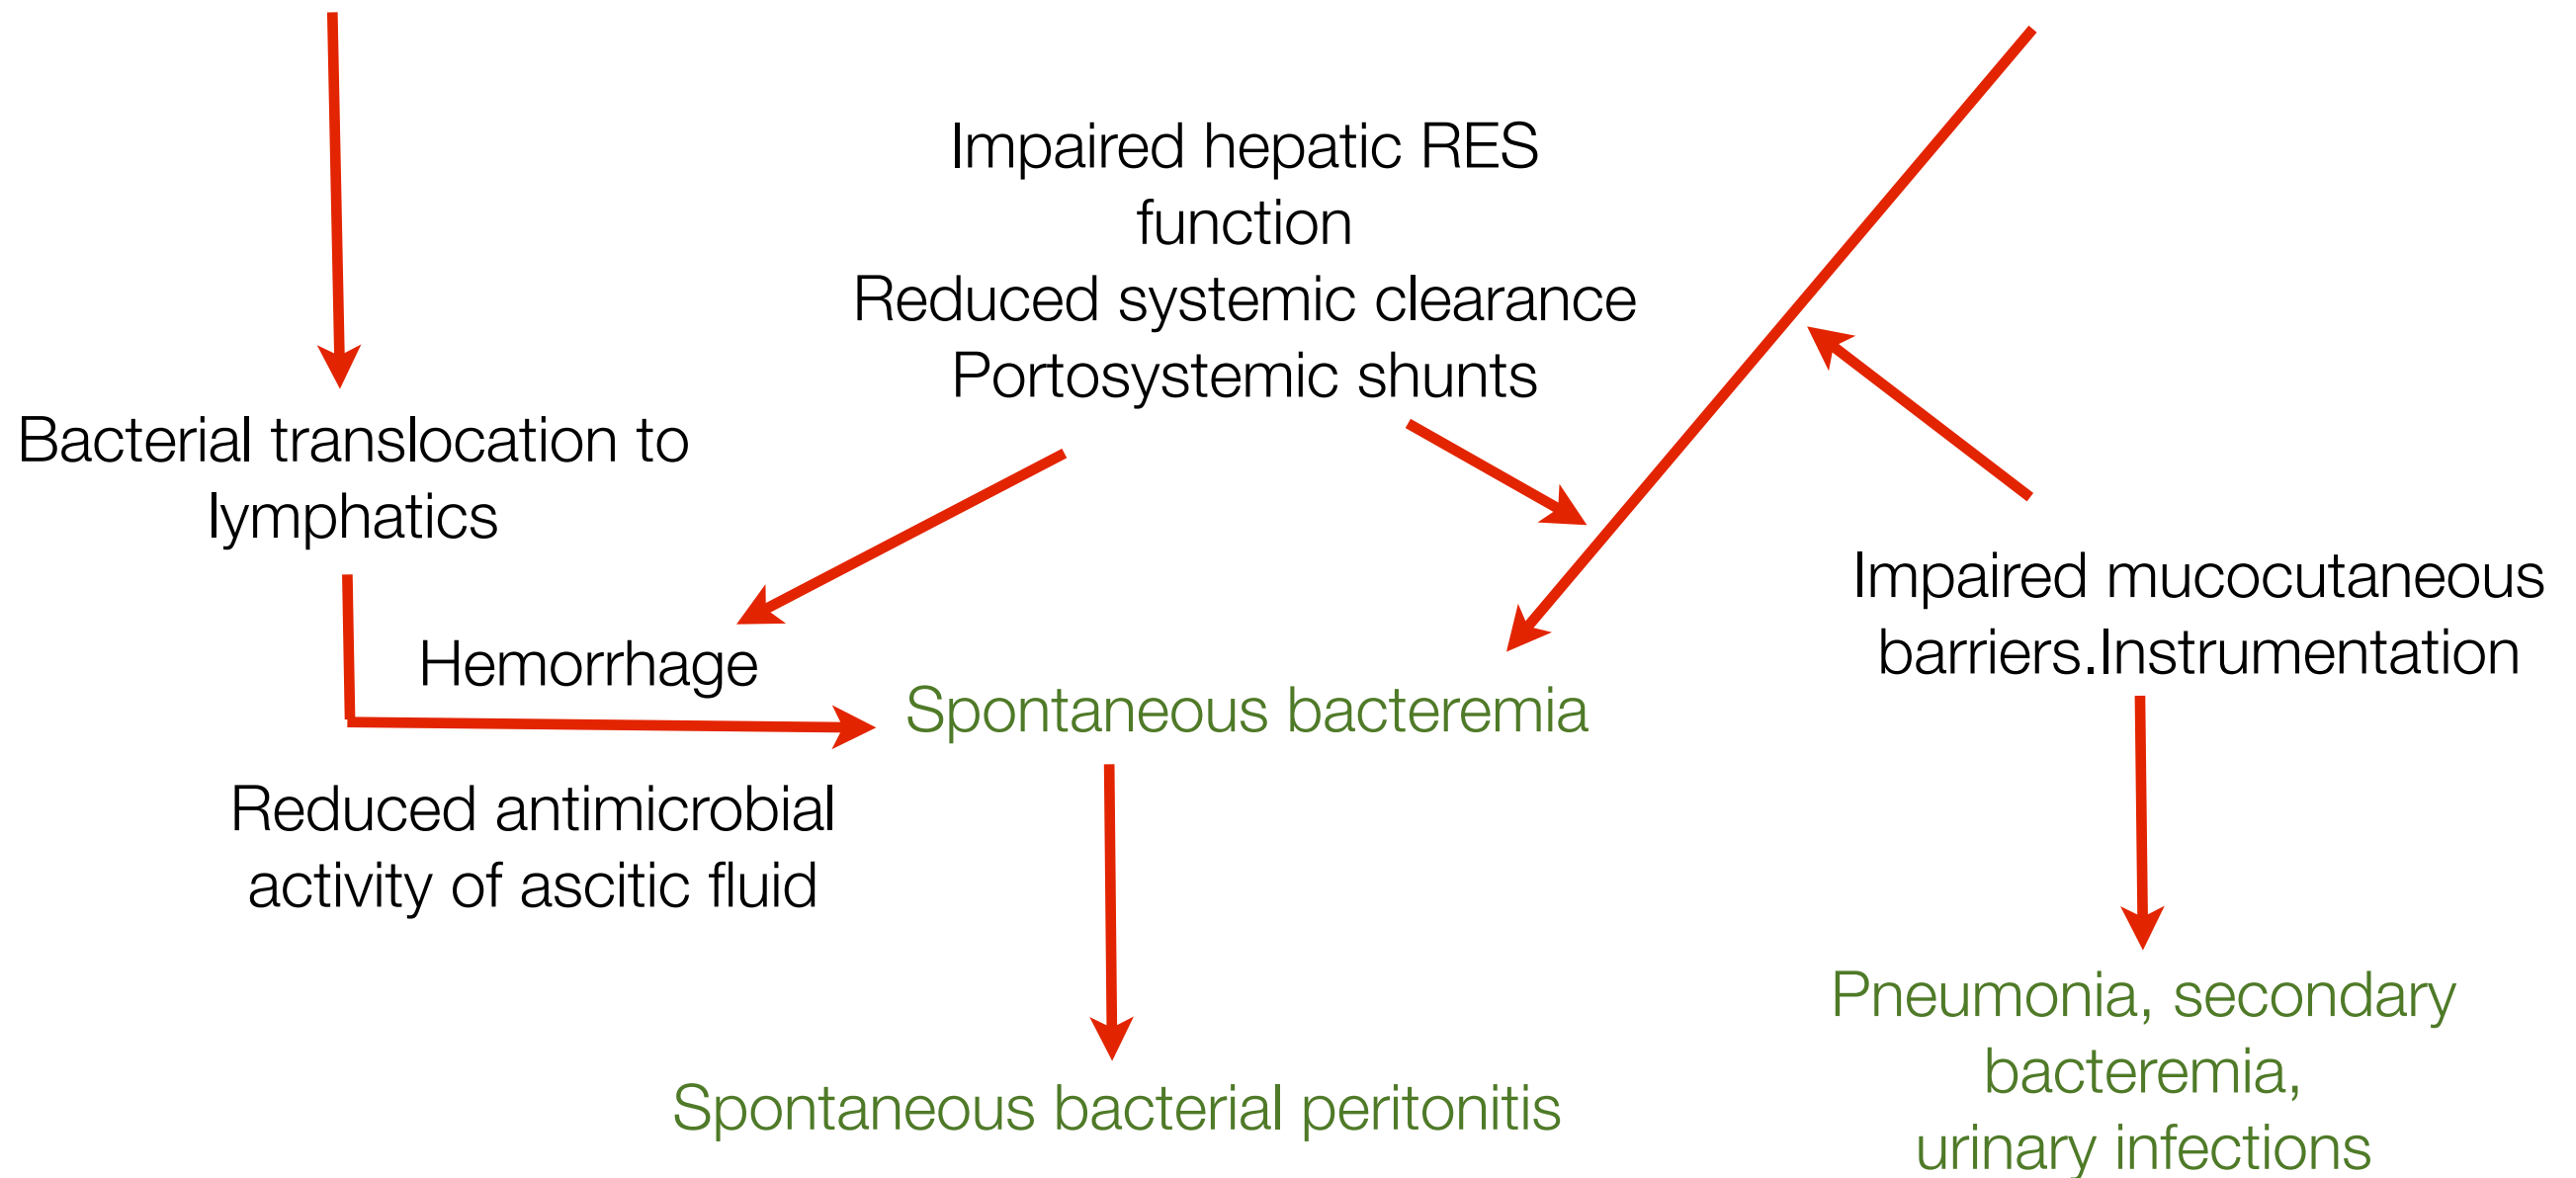 Impaired hepatic RES
function
Reduced systemic clearance
Portosystemic shunts
Bacterial translocation to
lymphatics
Impaired mucocutaneous
barriers.Instrumentation
Hemorrhage
Spontaneous bacteremia
Reduced antimicrobial
activity of ascitic fluid
Pneumonia, secondary
bacteremia,
urinary infections
Spontaneous bacterial peritonitis